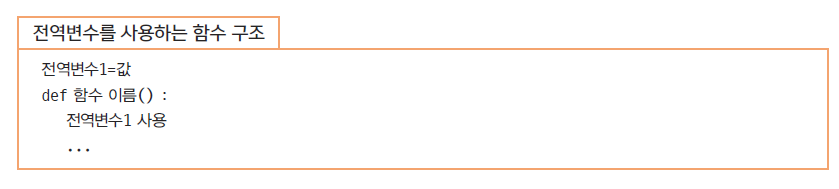 전역변수를 사용하는 함수 구조
전역변수1=값
def 함수 이름() :
전역변수1 사용
...